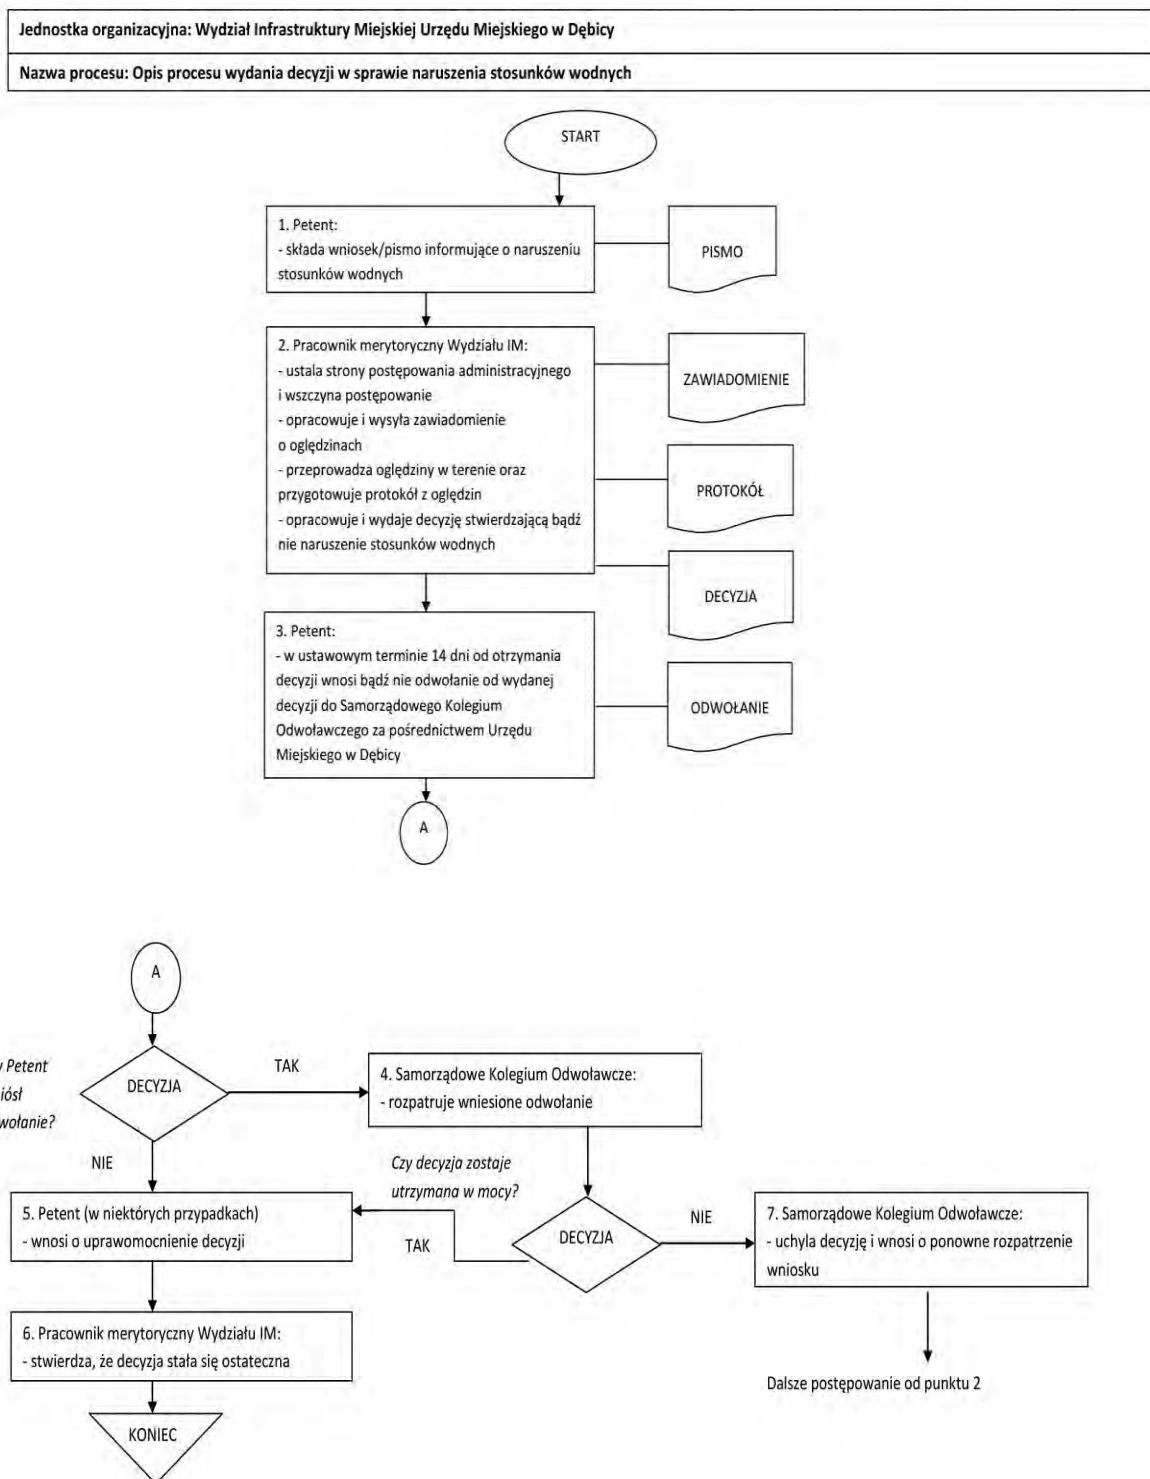 Jednostka organizacyjna: Wydział Infrastruktury Miejskiej Urzędu Miejskiego w Dębicy
Nazwa procesu: Opis procesu wydania decyzji w sprawie naruszenia stosunków wodnych
START
1. Petent:
- składa wniosek/pismo informujące o naruszeniu
stosunków wodnych
PISMO
2. Pracownik merytoryczny Wydziału IM:
- ustala strony postępowania administracyjnego
i wszczyna postępowanie
- opracowuje i wysyła zawiadomienie
o oględzinach
- przeprowadza oględziny w terenie oraz
przygotowuje protokół z oględzin
- opracowuje i wydaje decyzję stwierdzającą bądź
nie naruszenie stosunków wodnych
ZAWIADOMIENIE
PROTOKÓŁ
DECYZJA
3. Petent:
- w ustawowym terminie 14 dni od otrzymania
decyzji wnosi bądź nie odwołanie od wydanej
decyzji do Samorządowego Kolegium
Odwoławczego za pośrednictwem Urzędu
Miejskiego w Dębicy
ODWOŁANIE
A
A
Petent
DECYZJA
TAK
4. Samorządowe Kolegium Odwoławcze:
- rozpatruje wniesione odwołanie
NIE
Czy decyzja zostaje
utrzymana w mocy?
5. Petent (w niektórych przypadkach)
- wnosi o uprawomocnienie decyzji
TAK
DECYZJA
NIE
7. Samorządowe Kolegium Odwoławcze:
- uchyla decyzję i wnosi o ponowne rozpatrzenie
wniosku
6. Pracownik merytoryczny Wydziału IM:
- stwierdza, że decyzja stała się ostateczna
Dalsze postępowanie od punktu 2
KONIEC